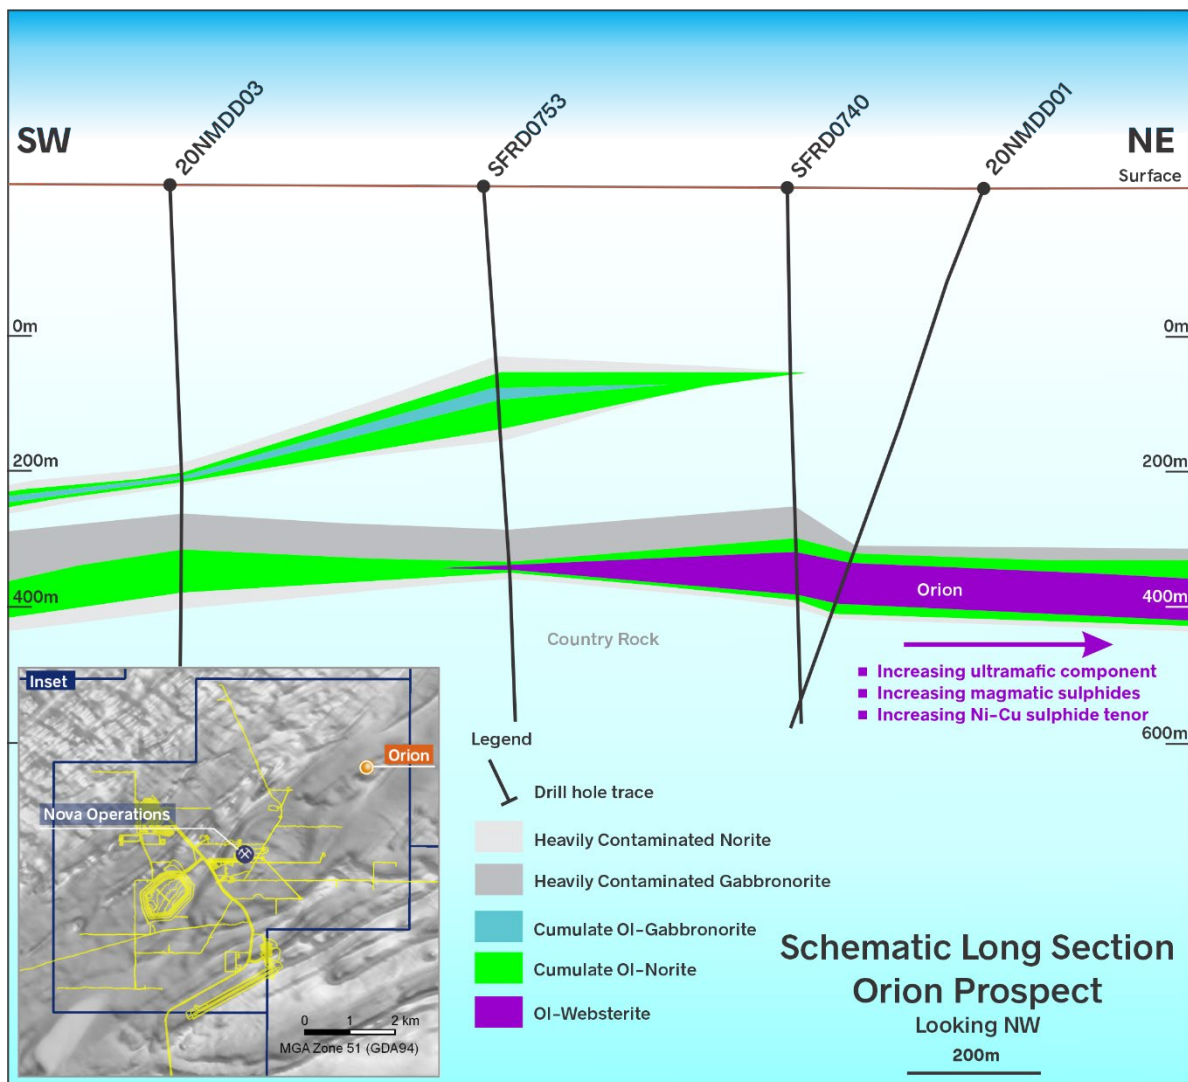 20NMDD03
SFRD0753
SFRD0740
20NMDD01
SW
NE
Surface
0m
0m
200m
200m
Orion
400m
400m
Country Rock
Increasing ultramafic component
Increasing magmatic sulphides
Increasing Ni-Cu sulphide tenor
600m
Inset
Orion
Nova Operations
0 1 2 km
MGA Zone 51 (GDA94)
Legend
Drill hole trace
Heavily Contaminated Norite
Heavily Contaminated Gabbronorite
Cumulate Ol-Gabbronorite
Cumulate Ol-Norite
Ol-Websterite
Schematic Long Section
Orion Prospect
Looking NW
200m